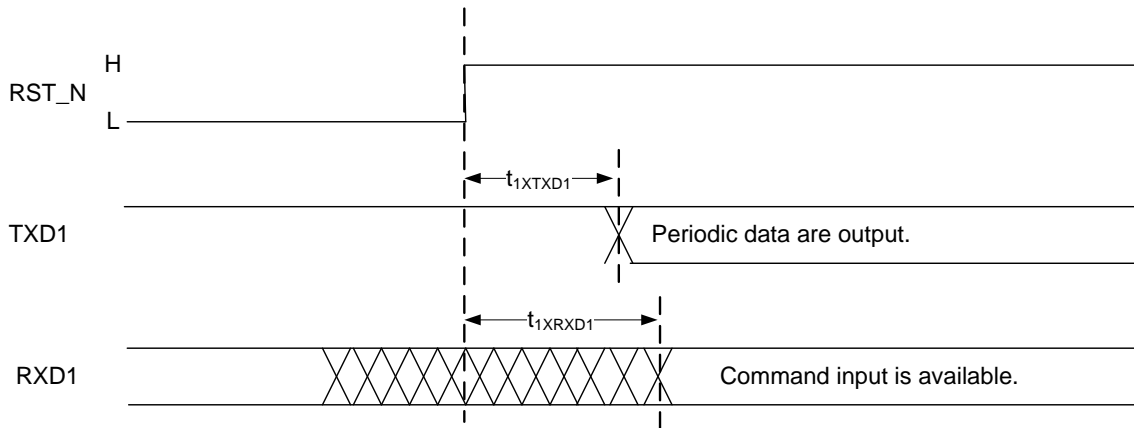 H
RST_N
L
t1XTXD1
TXD1
Periodic data are output.
t1XRXD1
RXD1
Command input is available.